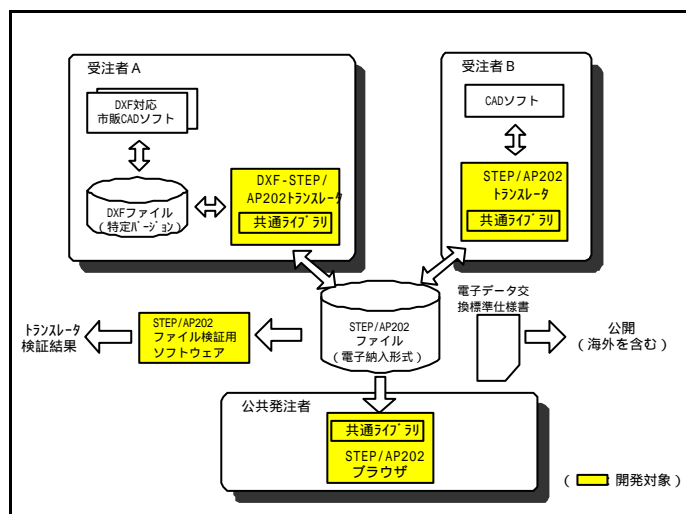 受注者A
DXF対応
市販CADソフト
DXFファイル
(特定ﾊﾞｰｼﾞｮﾝ)
DXF-STEP/
AP202トランスレータ
共通ﾗｲﾌﾞﾗﾘ
受注者B
CADソフト
STEP/AP202
トランスレータ
共通ﾗｲﾌﾞﾗﾘ
ﾄﾗﾝｽﾚｰﾀ
検証結果
STEP/AP202
ファイル検証用
ソフトウェア
STEP/AP202
ファイル
(電子納入形式)
電子データ交
換標準仕様書
公開
(海外を含む)
公共発注者
共通ﾗｲﾌﾞﾗﾘ
STEP/AP202
ブラウザ
( : 開発対象)